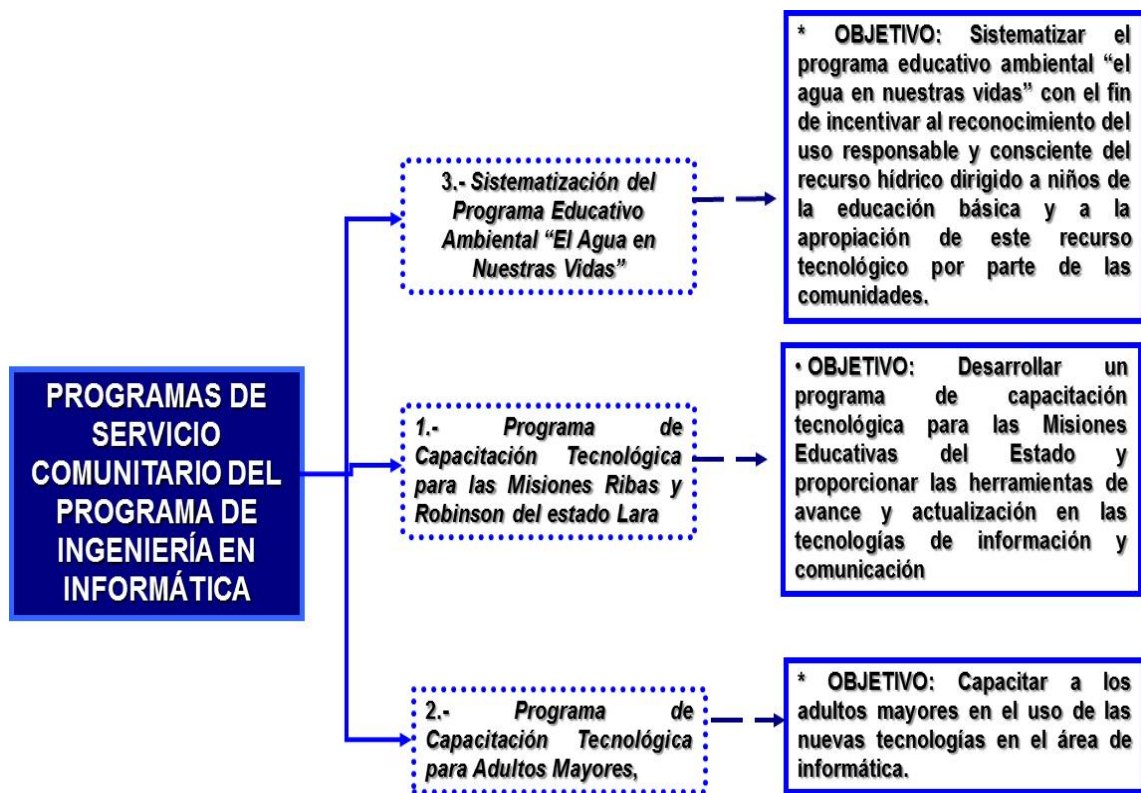 PROGRAMAS DE
SERVICIO
COMUNITARIO DEL
PROGRAMA DE
INGENIERÍA EN
INFORMÁTICA
3.- Sistematización del
Programa Educativo
Ambiental “El Agua en
Nuestras Vidas”
* OBJETIVO: Sistematizar el
programa educativo ambiental “el
agua en nuestras vidas” con el fin
de incentivar al reconocimiento del
uso responsable y consciente del
recurso hídrico dirigido a niños de
la educación básica y a la
apropiación de este recurso
tecnológico por parte de las
comunidades.
1.- Programa de
Capacitación Tecnológica
para las Misiones Ribas y
Robinson del estado Lara
• OBJETIVO: Desarrollar un
programa de capacitación
tecnológica para las Misiones
Educativas del Estado y
proporcionar las herramientas de
avance y actualización en las
tecnologías de información y
comunicación
2.- Programa de
Capacitación Tecnológica
para Adultos Mayores,
* OBJETIVO: Capacitar a los
adultos mayores en el uso de las
nuevas tecnologías en el área de
informática.